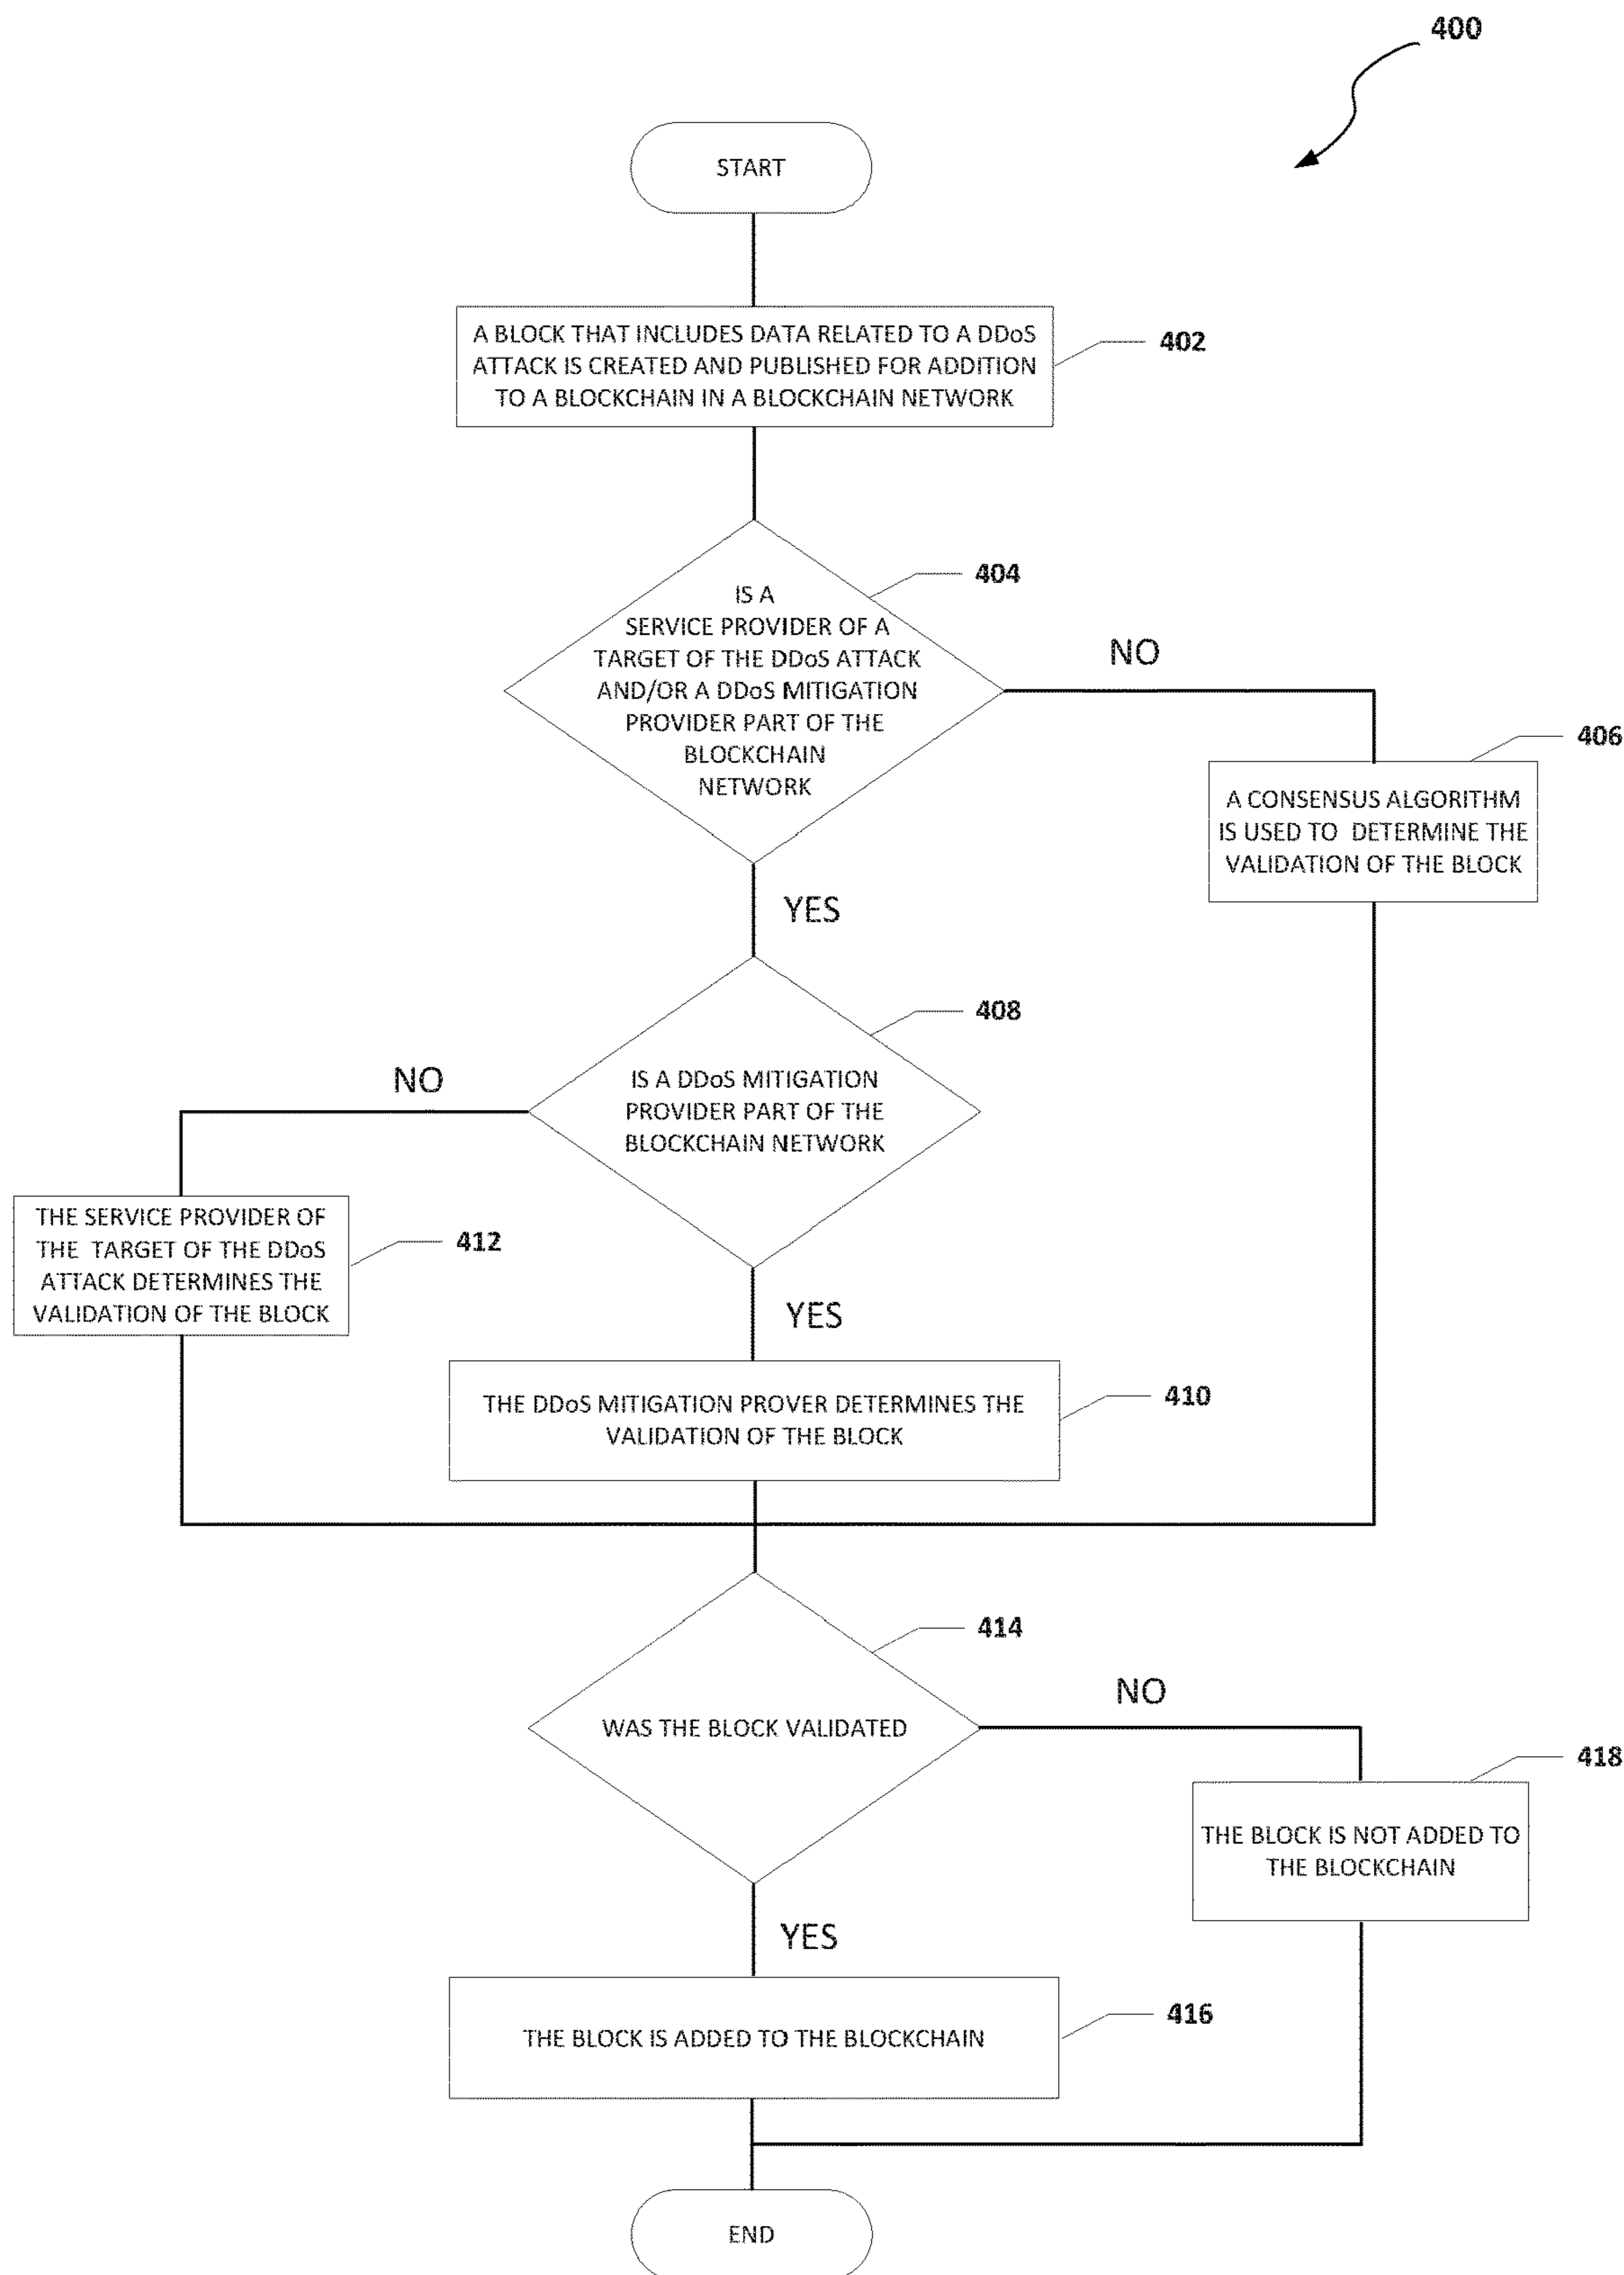 400
START
A BLOCK THAT INCLUDES DATA RELATED TO A DDoS
ATTACK IS CREATED AND PUBLISHED FOR ADDITION
TO A BLOCKCHAIN IN A BLOCKCHAIN NETWORK
402
404
IS A
SERVICE PROVIDER OF A
TARGET OF THE DDoS ATTACK
AND/OR A DDoS MITIGATION
PROVIDER PART OF THE
BLOCKCHAIN
NETWORK
NO
406
A CONSENSUS ALGORITHM
IS USED TO DETERMINE THE
VALIDATION OF THE BLOCK
YES
408
IS A DDoS MITIGATION
PROVIDER PART OF THE
BLOCKCHAIN NETWORK
NO
THE SERVICE PROVIDER OF
THE TARGET OF THE DDoS
ATTACK DETERMINES THE
VALIDATION OF THE BLOCK
412
YES
THE DDoS MITIGATION PROVER DETERMINES THE
VALIDATION OF THE BLOCK
410
414
WAS THE BLOCK VALIDATED
NO
418
THE BLOCK IS NOT ADDED TO
THE BLOCKCHAIN
YES
THE BLOCK IS ADDED TO THE BLOCKCHAIN
416
END